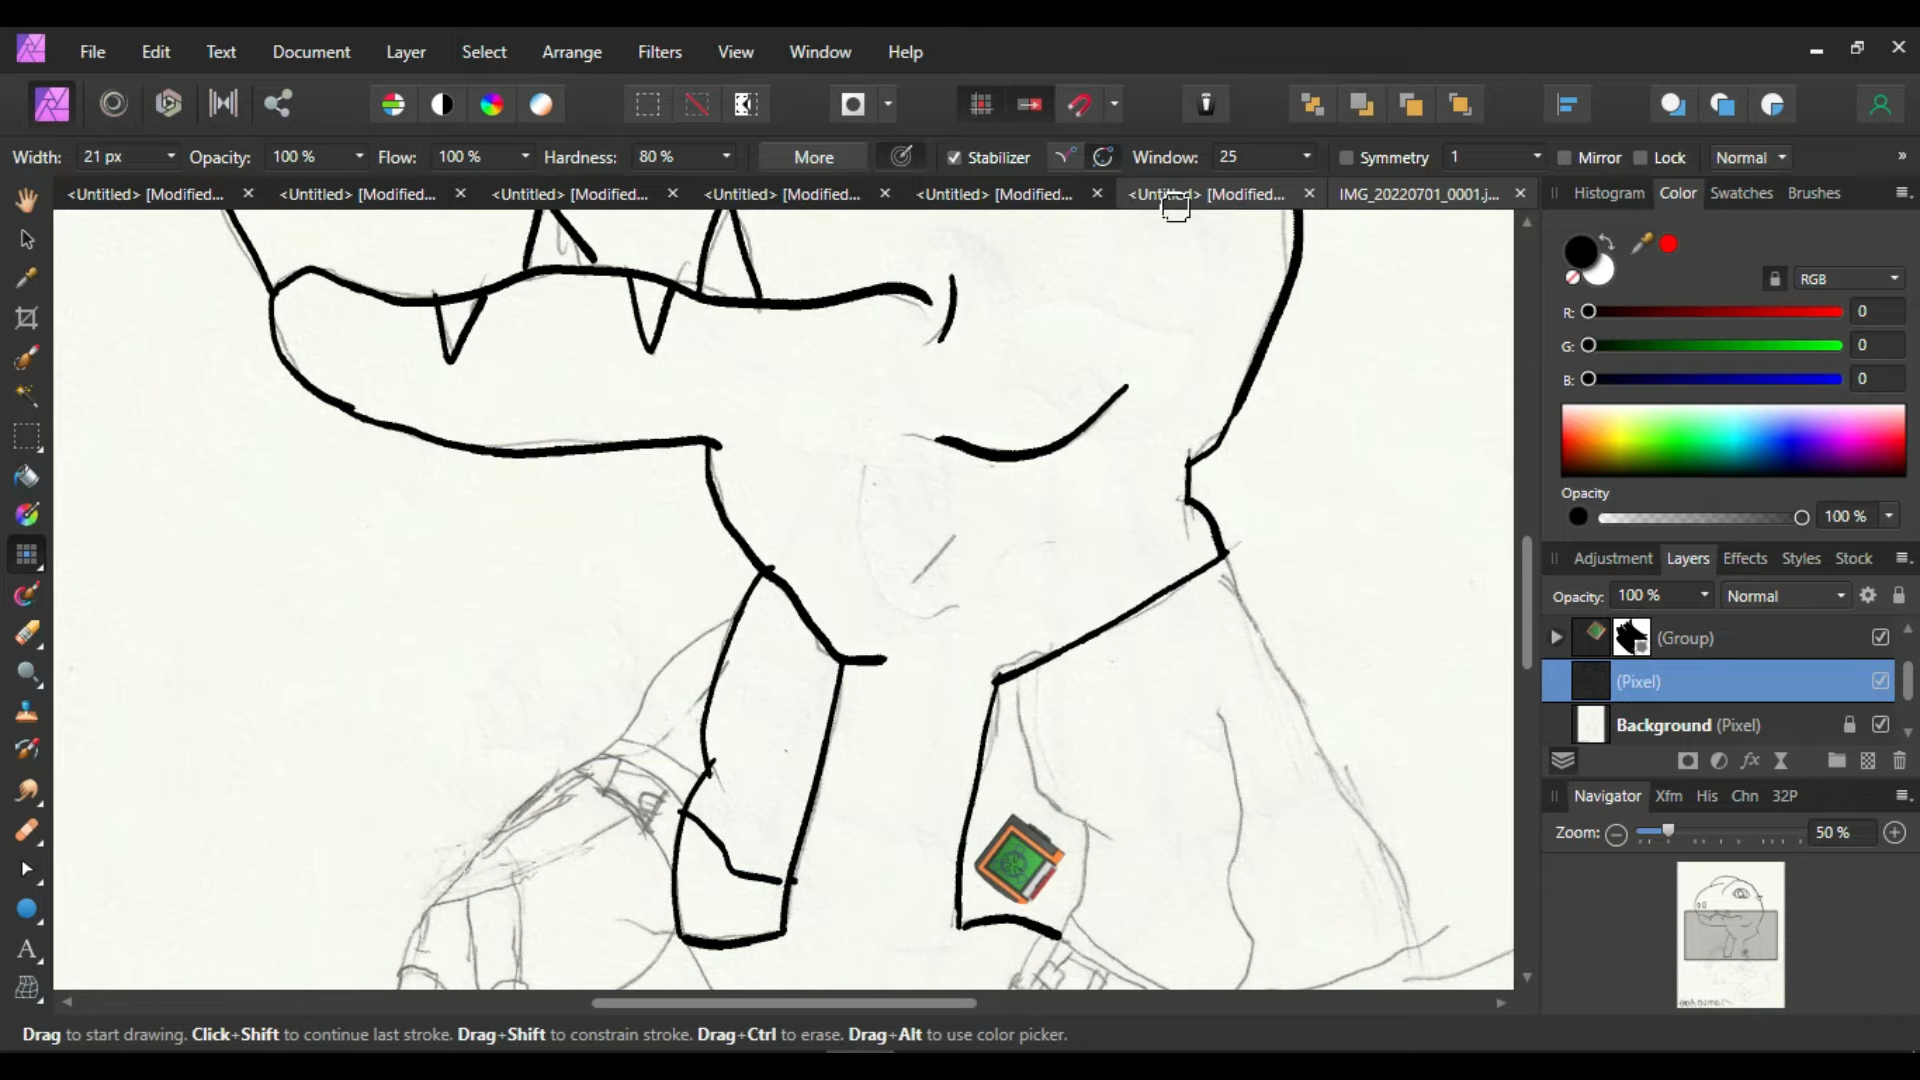 File Edit Text Document Layer Select Arrange Filters View Window Help
Width: 21 px Opacity: 100 % Flow: 100 % Hardness: 80 % More Stabilizer Window: 25 Symmetry 1 Mirror Lock Normal »
<Untitled> [Modified... <Untitled> [Modified... <Untitled> [Modified... <Untitled> [Modified... <Untitled> [Modified... <Untitled> [Modified... IMG_20220701_0001.j...
Histogram Color Swatches Brushes
RGB
R: 0
G: 0
B: 0
Opacity
100 %
Adjustment Layers Effects Styles Stock
Opacity: 100 % Normal
(Group)
(Pixel)
Background (Pixel)
Navigator Xfm His Chn 32P
Zoom: 50 %
Drag to start drawing. Click+Shift to continue last stroke. Drag+Shift to constrain stroke. Drag+Ctrl to erase. Drag+Alt to use color picker.